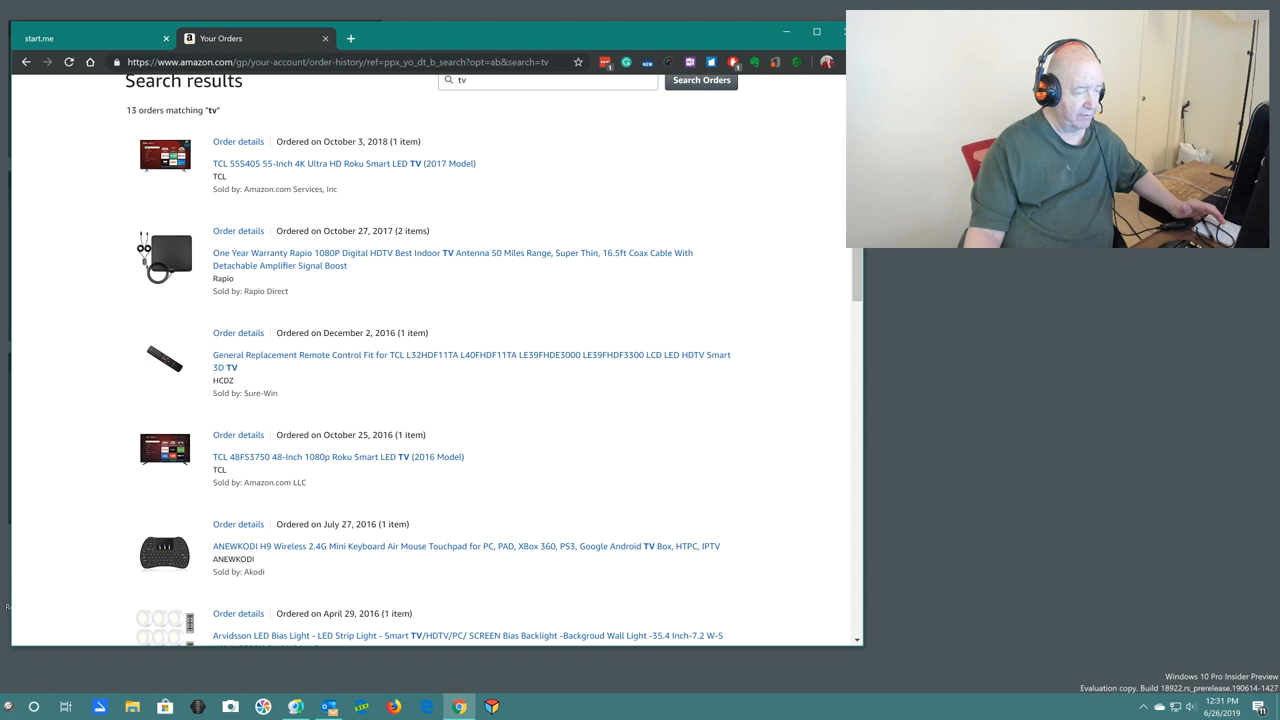 start.me
Your Orders
https://www.amazon.com/gp/your-account/order-history/ref=ppx_yo_dt_b_search?opt=ab&search=tv
Search results
tv
Search Orders
13 orders matching "tv"
Order details
Ordered on October 3, 2018 (1 item)
TCL 55S405 55-Inch 4K Ultra HD Roku Smart LED TV (2017 Model)
TCL
Sold by: Amazon.com Services, Inc
Order details
Ordered on October 27, 2017 (2 items)
One Year Warranty Rapio 1080P Digital HDTV Best Indoor TV Antenna 50 Miles Range, Super Thin, 16.5ft Coax Cable With
Detachable Amplifier Signal Boost
Rapio
Sold by: Rapio Direct
Order details
Ordered on December 2, 2016 (1 item)
General Replacement Remote Control Fit for TCL L32HDF11TA L40FHDF11TA LE39FHDE3000 LE39FHDF3300 LCD LED HDTV Smart
3D TV
HCDZ
Sold by: Sure-Win
Order details
Ordered on October 25, 2016 (1 item)
TCL 48FS3750 48-Inch 1080p Roku Smart LED TV (2016 Model)
TCL
Sold by: Amazon.com LLC
Order details
Ordered on July 27, 2016 (1 item)
ANEWKODI H9 Wireless 2.4G Mini Keyboard Air Mouse Touchpad for PC, PAD, XBox 360, PS3, Google Android TV Box, HTPC, IPTV
ANEWKODI
Sold by: Akodi
Order details
Ordered on April 29, 2016 (1 item)
Arvidsson LED Bias Light - LED Strip Light - Smart TV/HDTV/PC/ SCREEN Bias Backlight -Backgroud Wall Light -35.4 Inch-7.2 W-5
Windows 10 Pro Insider Preview
Evaluation copy. Build 18922.rs_prerelease.190614-1427
12:31 PM
6/26/2019
11